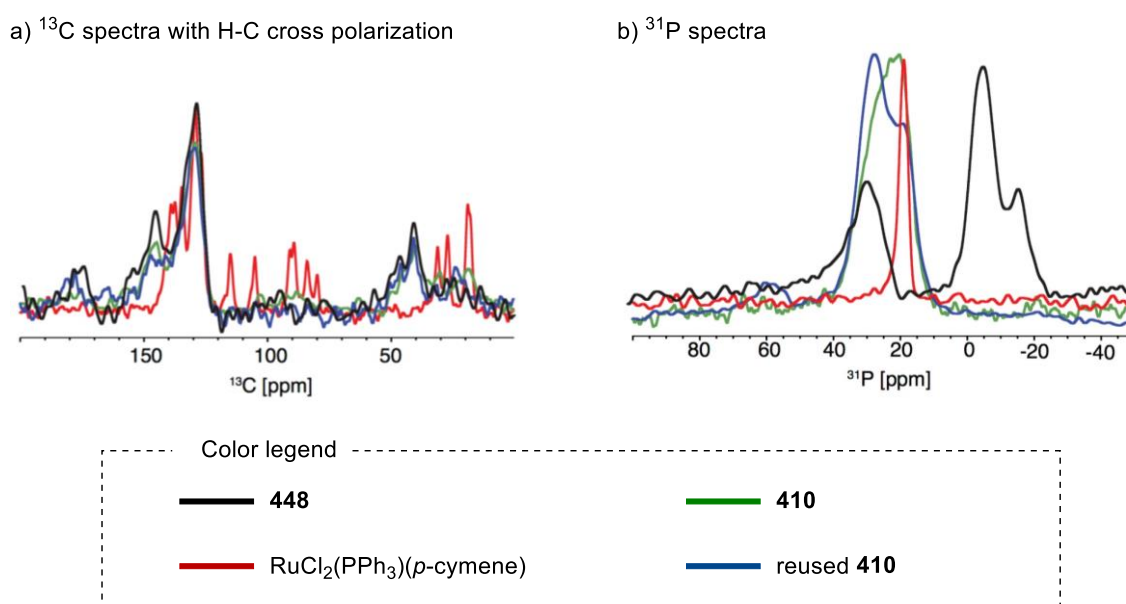 a) ¹³C spectra with H-C cross polarization
b) ³¹P spectra
150 100 50
¹³C [ppm]
80 60 40 20 0 -20 -40
³¹P [ppm]
Color legend
448
410
RuCl₂(PPh₃)(p-cymene)
reused 410